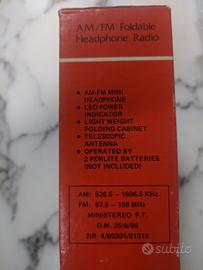 AM/FM Foldable
Headphone Radio
• AM-FM MINI
HEADPHONE
• LED POWER
INDICATOR
• LIGHT WEIGHT
FOLDING CABINET
• TELESCOPIC
ANTENNA
• OPERATED BY
2 PENLITE BATTERIES
(NOT INCLUDED)
AM: 526.5 - 1606.5 KHz
FM: 87.5 - 108 MHz
MINISTEREO P.T.
D.M. 25/6/85
NR. 4/00301/01310
subito